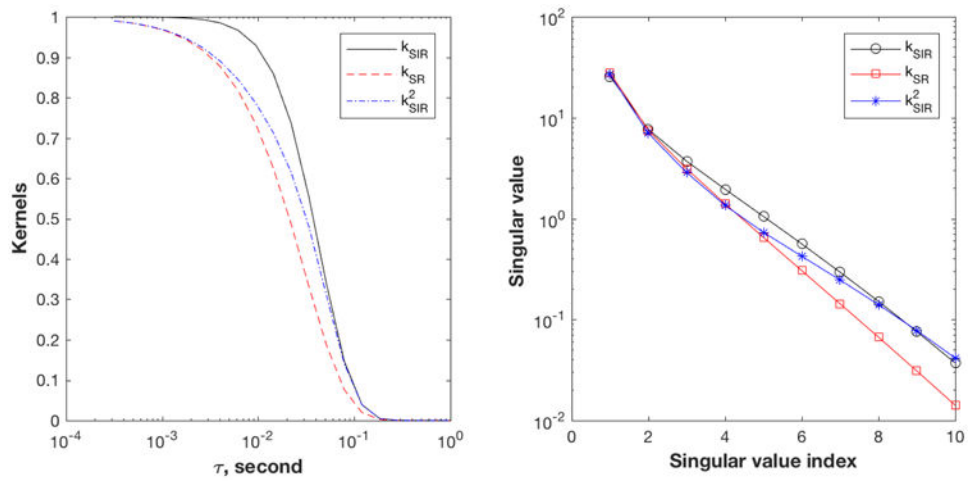 1
0.9
0.8
0.7
0.6
0.5
0.4
0.3
0.2
0.1
0
Kernels
10^-4
10^-3
10^-2
10^-1
10^0
τ, second
k_SIR
k_SR
k^2_SIR
10^2
10^1
10^0
10^-1
10^-2
Singular value
0
2
4
6
8
10
Singular value index
k_SIR
k_SR
k^2_SIR